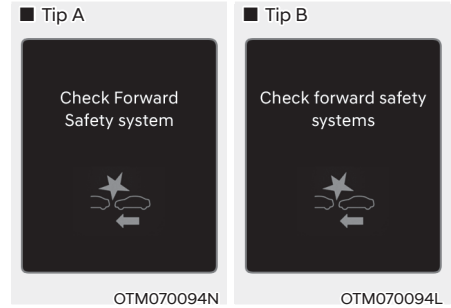 ■ Tip A
Check Forward
Safety system
OTM070094N
■ Tip B
Check forward safety
systems
OTM070094L